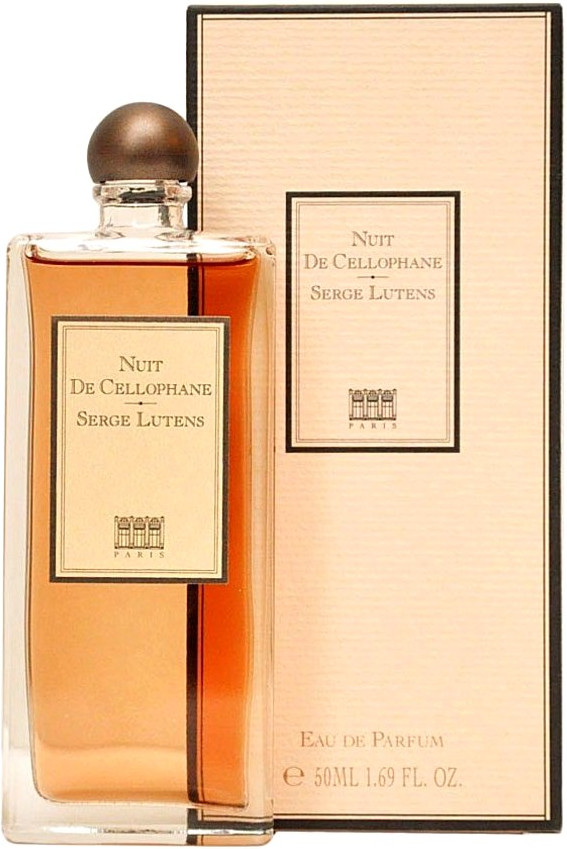 NUIT
DE CELLOPHANE
SERGE LUTENS
PARIS
NUIT
DE CELLOPHANE
SERGE LUTENS
PARIS
EAU DE PARFUM
℮ 50ML 1.69 FL. OZ.